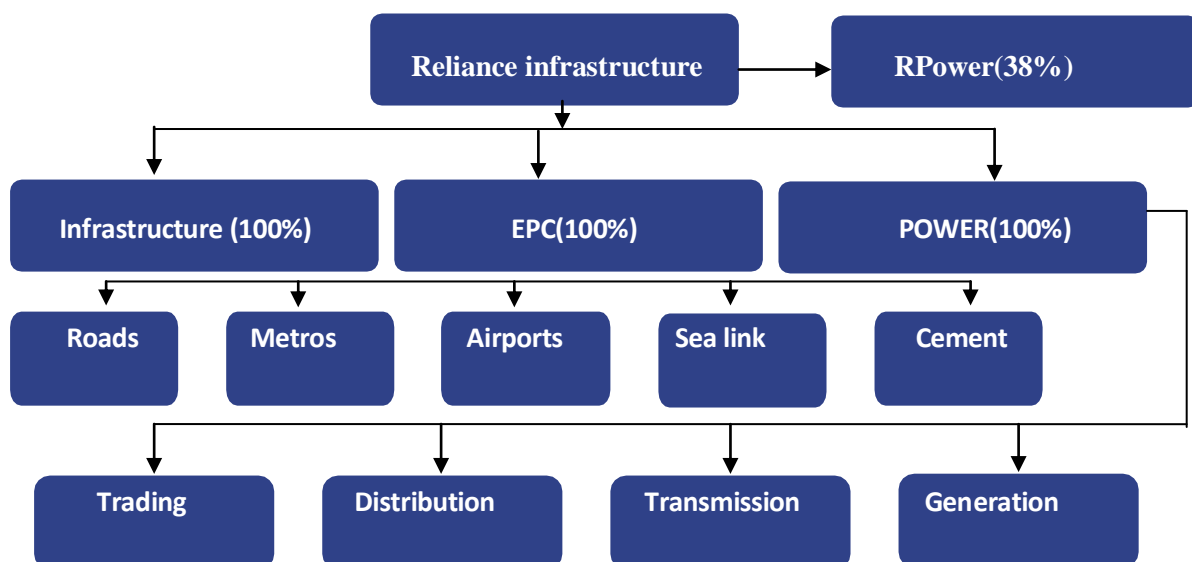 Reliance infrastructure
RPower(38%)
Infrastructure (100%)
EPC(100%)
POWER(100%)
Roads
Metros
Airports
Sea link
Cement
Trading
Distribution
Transmission
Generation